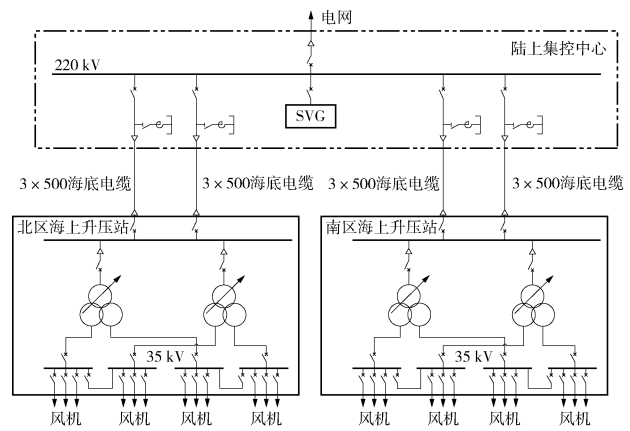 电网
陆上集控中心
220 kV
SVG
3×500海底电缆
3×500海底电缆
3×500海底电缆
3×500海底电缆
北区海上升压站
南区海上升压站
35 kV
35 kV
风机
风机
风机
风机
风机
风机
风机
风机